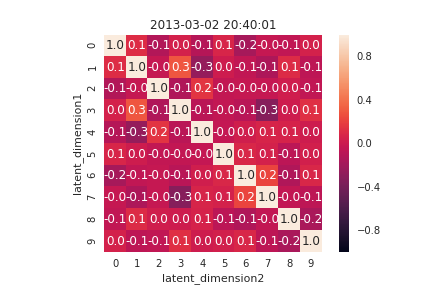 2013-03-02 20:40:01
latent_dimension1
0 1.0 0.1 -0.1 0.0 -0.1 0.1 -0.2 -0.0 -0.1 0.0
1 0.1 1.0 -0.0 0.3 -0.3 0.0 -0.1 -0.1 0.1 -0.1
2 -0.1 -0.0 1.0 -0.1 0.2 -0.0 -0.0 -0.0 0.0 -0.1
3 0.0 0.3 -0.1 1.0 -0.1 -0.0 -0.1 -0.3 0.0 0.1
4 -0.1 -0.3 0.2 -0.1 1.0 -0.0 0.0 0.1 0.1 0.0
5 0.1 0.0 -0.0 -0.0 -0.0 1.0 0.1 0.1 -0.1 0.0
6 -0.2 -0.1 -0.0 -0.1 0.0 0.1 1.0 0.2 -0.1 0.1
7 -0.0 -0.1 -0.0 -0.3 0.1 0.1 0.2 1.0 -0.0 -0.1
8 -0.1 0.1 0.0 0.0 0.1 -0.1 -0.1 -0.0 1.0 -0.2
9 0.0 -0.1 -0.1 0.1 0.0 0.0 0.1 -0.1 -0.2 1.0
0 1 2 3 4 5 6 7 8 9
latent_dimension2
0.8
0.4
0.0
-0.4
-0.8